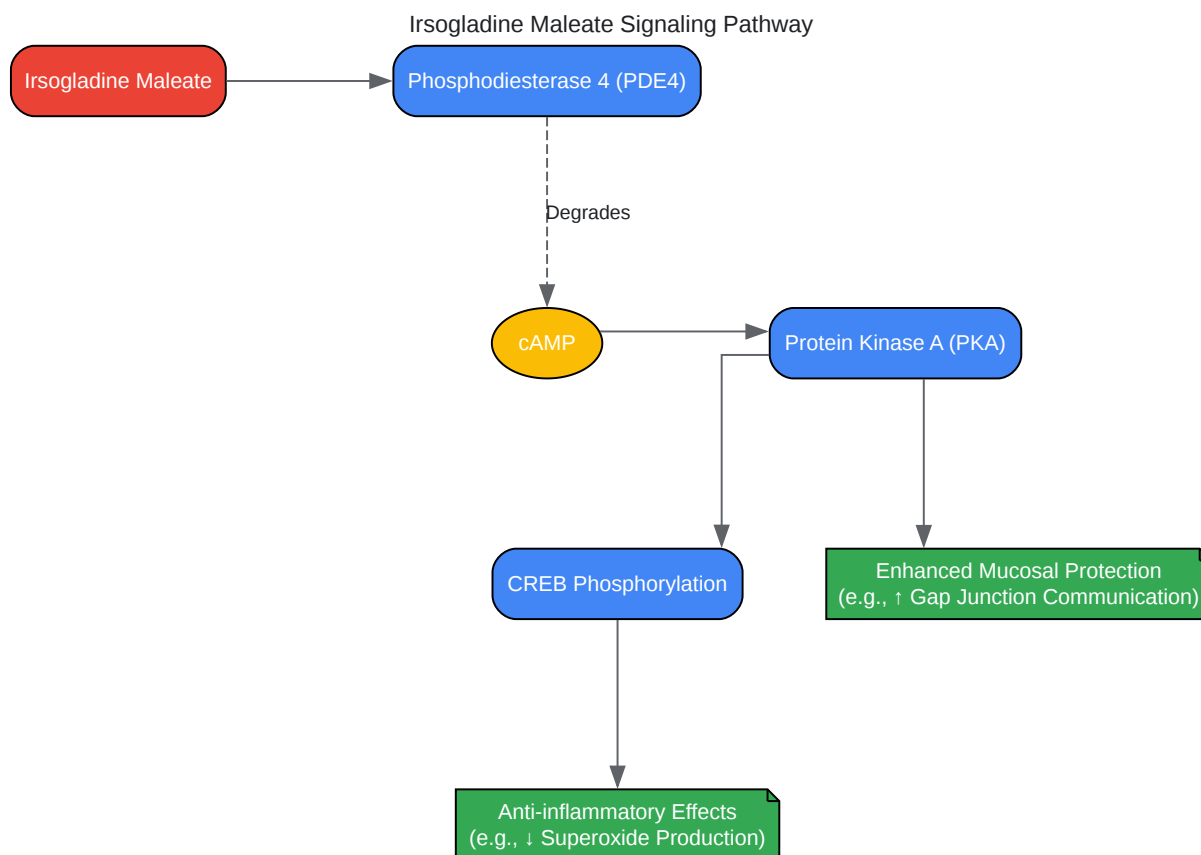 Irsogladine Maleate Signaling Pathway
Irsogladine Maleate
Phosphodiesterase 4 (PDE4)
Degrades
cAMP
Protein Kinase A (PKA)
CREB Phosphorylation
Enhanced Mucosal Protection
(e.g., ↑ Gap Junction Communication)
Anti-inflammatory Effects
(e.g., ↓ Superoxide Production)